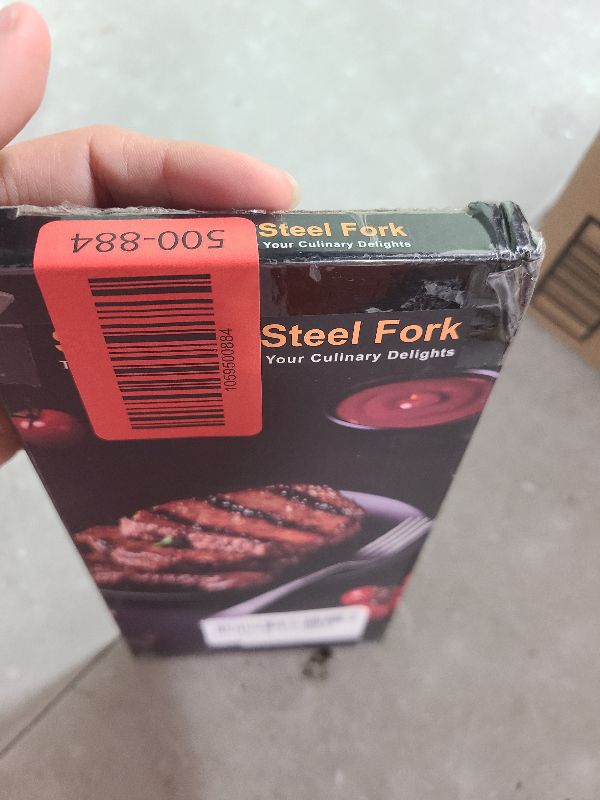 500-884
Steel Fork
Your Culinary Delights
Steel Fork
T Your Culinary Delights
1069500884